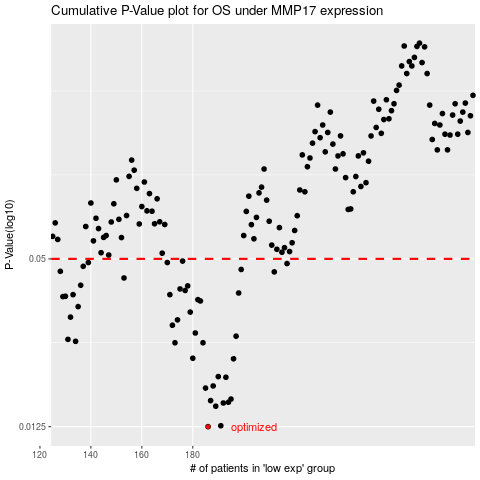 Cumulative P-Value plot for OS under MMP17 expression
P-Value(log10)
0.05
0.0125
optimized
120 140 160 180
# of patients in 'low exp' group